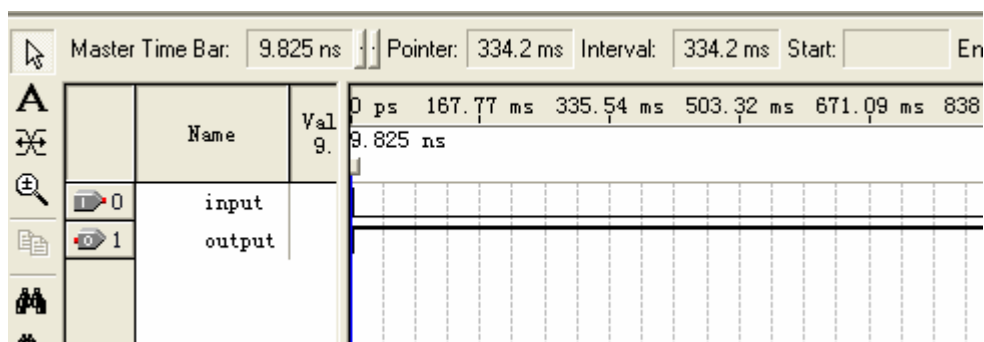 Master Time Bar: 9.825 ns Pointer: 334.2 ms Interval: 334.2 ms Start: En
A Name Val 9. 0 ps 167.77 ms 335.54 ms 503.32 ms 671.09 ms 838
9.825 ns
0 input
1 output